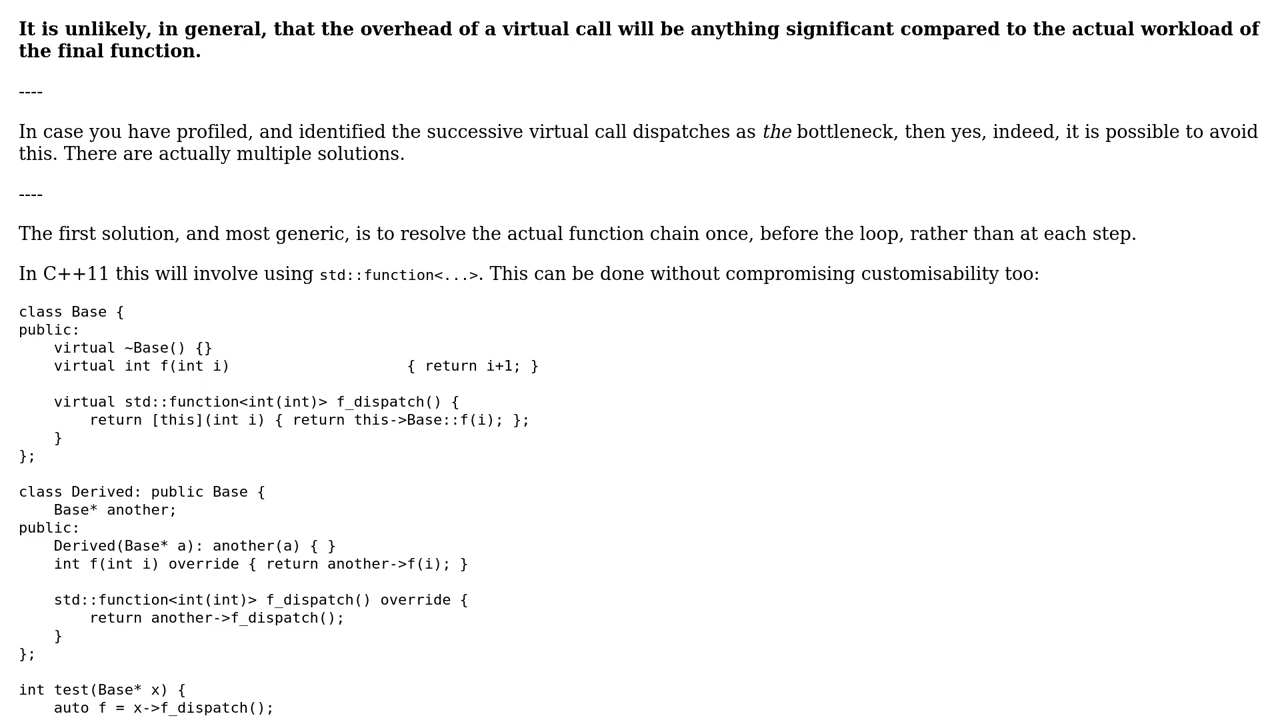 It is unlikely, in general, that the overhead of a virtual call will be anything significant compared to the actual workload of
the final function.
----
In case you have profiled, and identified the successive virtual call dispatches as the bottleneck, then yes, indeed, it is possible to avoid
this. There are actually multiple solutions.
----
The first solution, and most generic, is to resolve the actual function chain once, before the loop, rather than at each step.
In C++11 this will involve using std::function<...>. This can be done without compromising customisability too:
class Base {
public:
    virtual ~Base() {}
    virtual int f(int i)                    { return i+1; }

    virtual std::function<int(int)> f_dispatch() {
        return [this](int i) { return this->Base::f(i); };
    }
};

class Derived: public Base {
    Base* another;
public:
    Derived(Base* a): another(a) { }
    int f(int i) override { return another->f(i); }

    std::function<int(int)> f_dispatch() override {
        return another->f_dispatch();
    }
};

int test(Base* x) {
    auto f = x->f_dispatch();